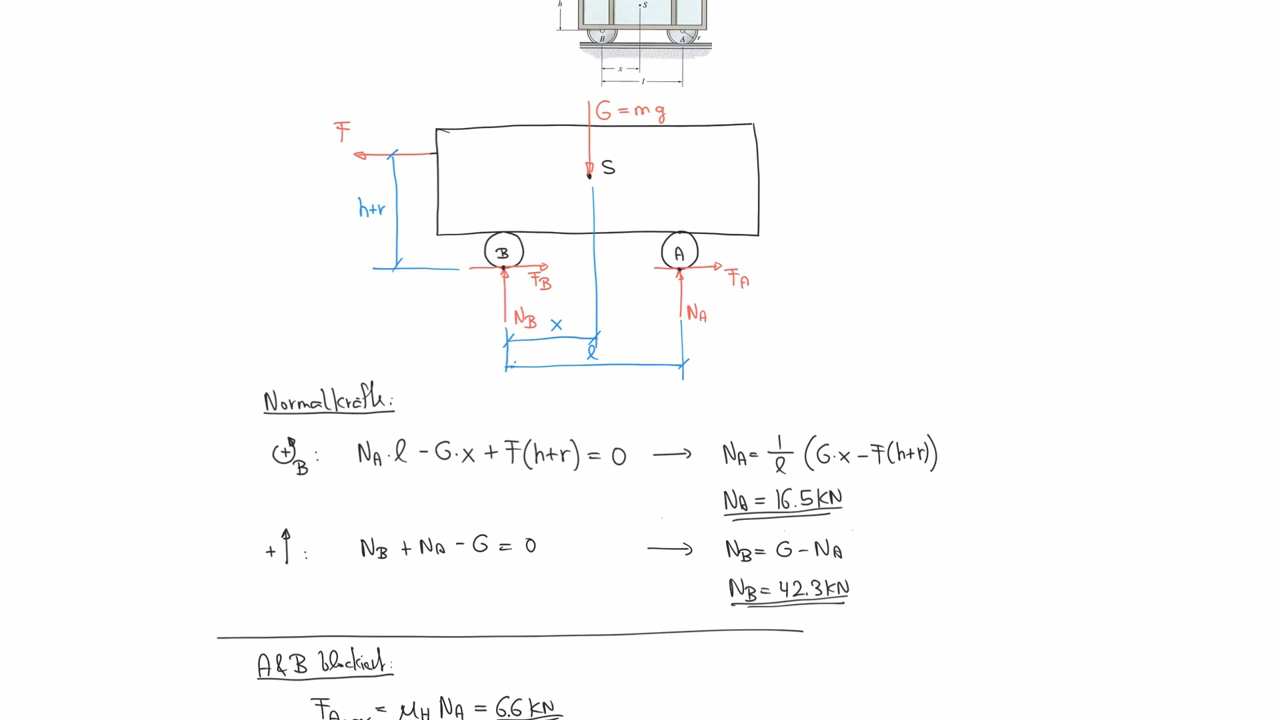 h
S
B
A
r
x
l
G = mg
F
S
h+r
B
A
F_B
F_A
N_B
N_A
x
l
Normalkräfte:
+ B : N_A · l - G·x + F(h+r) = 0 → N_A = 1/l (G·x - F(h+r))
N_A = 16.5 kN
+↑ : N_B + N_A - G = 0 → N_B = G - N_A
N_B = 42.3 kN
A&B blockiert:
= μ_H N_A = 6.6 kN